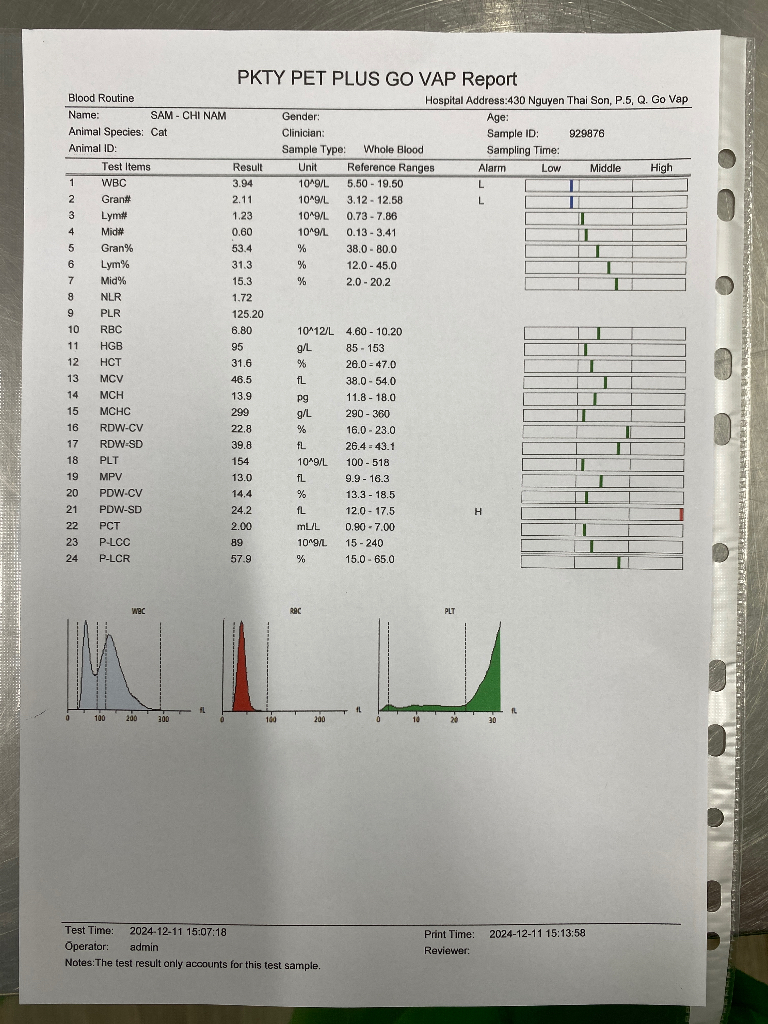 PKTY PET PLUS GO VAP Report
Blood Routine Hospital Address:430 Nguyen Thai Son, P.5, Q. Go Vap
Name: SAM - CHI NAM Gender: Age:
Animal Species: Cat Clinician: Sample ID: 929876
Animal ID: Sample Type: Whole Blood Sampling Time:
Test Items Result Unit Reference Ranges Alarm Low Middle High
1 WBC 3.94 10^9/L 5.50 - 19.50 L
2 Gran# 2.11 10^9/L 3.12 - 12.58 L
3 Lym# 1.23 10^9/L 0.73 - 7.86
4 Mid# 0.60 10^9/L 0.13 - 3.41
5 Gran% 53.4 % 38.0 - 80.0
6 Lym% 31.3 % 12.0 - 45.0
7 Mid% 15.3 % 2.0 - 20.2
8 NLR 1.72
9 PLR 125.20
10 RBC 6.80 10^12/L 4.60 - 10.20
11 HGB 95 g/L 85 - 153
12 HCT 31.6 % 26.0 - 47.0
13 MCV 46.5 fL 38.0 - 54.0
14 MCH 13.9 pg 11.8 - 18.0
15 MCHC 299 g/L 290 - 360
16 RDW-CV 22.8 % 16.0 - 23.0
17 RDW-SD 39.8 fL 26.4 - 43.1
18 PLT 154 10^9/L 100 - 518
19 MPV 13.0 fL 9.9 - 16.3
20 PDW-CV 14.4 % 13.3 - 18.5
21 PDW-SD 24.2 fL 12.0 - 17.5 H
22 PCT 2.00 mL/L 0.90 - 7.00
23 P-LCC 89 10^9/L 15 - 240
24 P-LCR 57.9 % 15.0 - 65.0
WBC RBC PLT
0 100 200 300 fL 0 100 200 fL 0 10 20 30 fL
Test Time: 2024-12-11 15:07:18 Print Time: 2024-12-11 15:13:58
Operator: admin Reviewer:
Notes:The test result only accounts for this test sample.